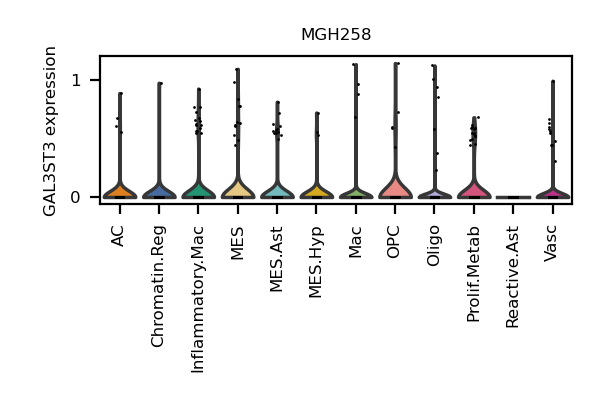 MGH258
GAL3ST3 expression
1
0
AC
Chromatin.Reg
Inflammatory.Mac
MES
MES.Ast
MES.Hyp
Mac
OPC
Oligo
Prolif.Metab
Reactive.Ast
Vasc